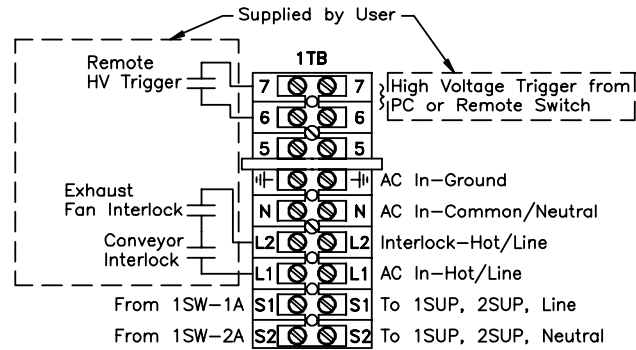 Supplied by User
1TB
Remote
HV Trigger
7 7
High Voltage Trigger from
PC or Remote Switch
6 6
5 5
AC In-Ground
Exhaust
Fan Interlock
N N AC In-Common/Neutral
Conveyor
Interlock
L2 L2 Interlock-Hot/Line
L1 L1 AC In-Hot/Line
From 1SW-1A S1 S1 To 1SUP, 2SUP, Line
From 1SW-2A S2 S2 To 1SUP, 2SUP, Neutral